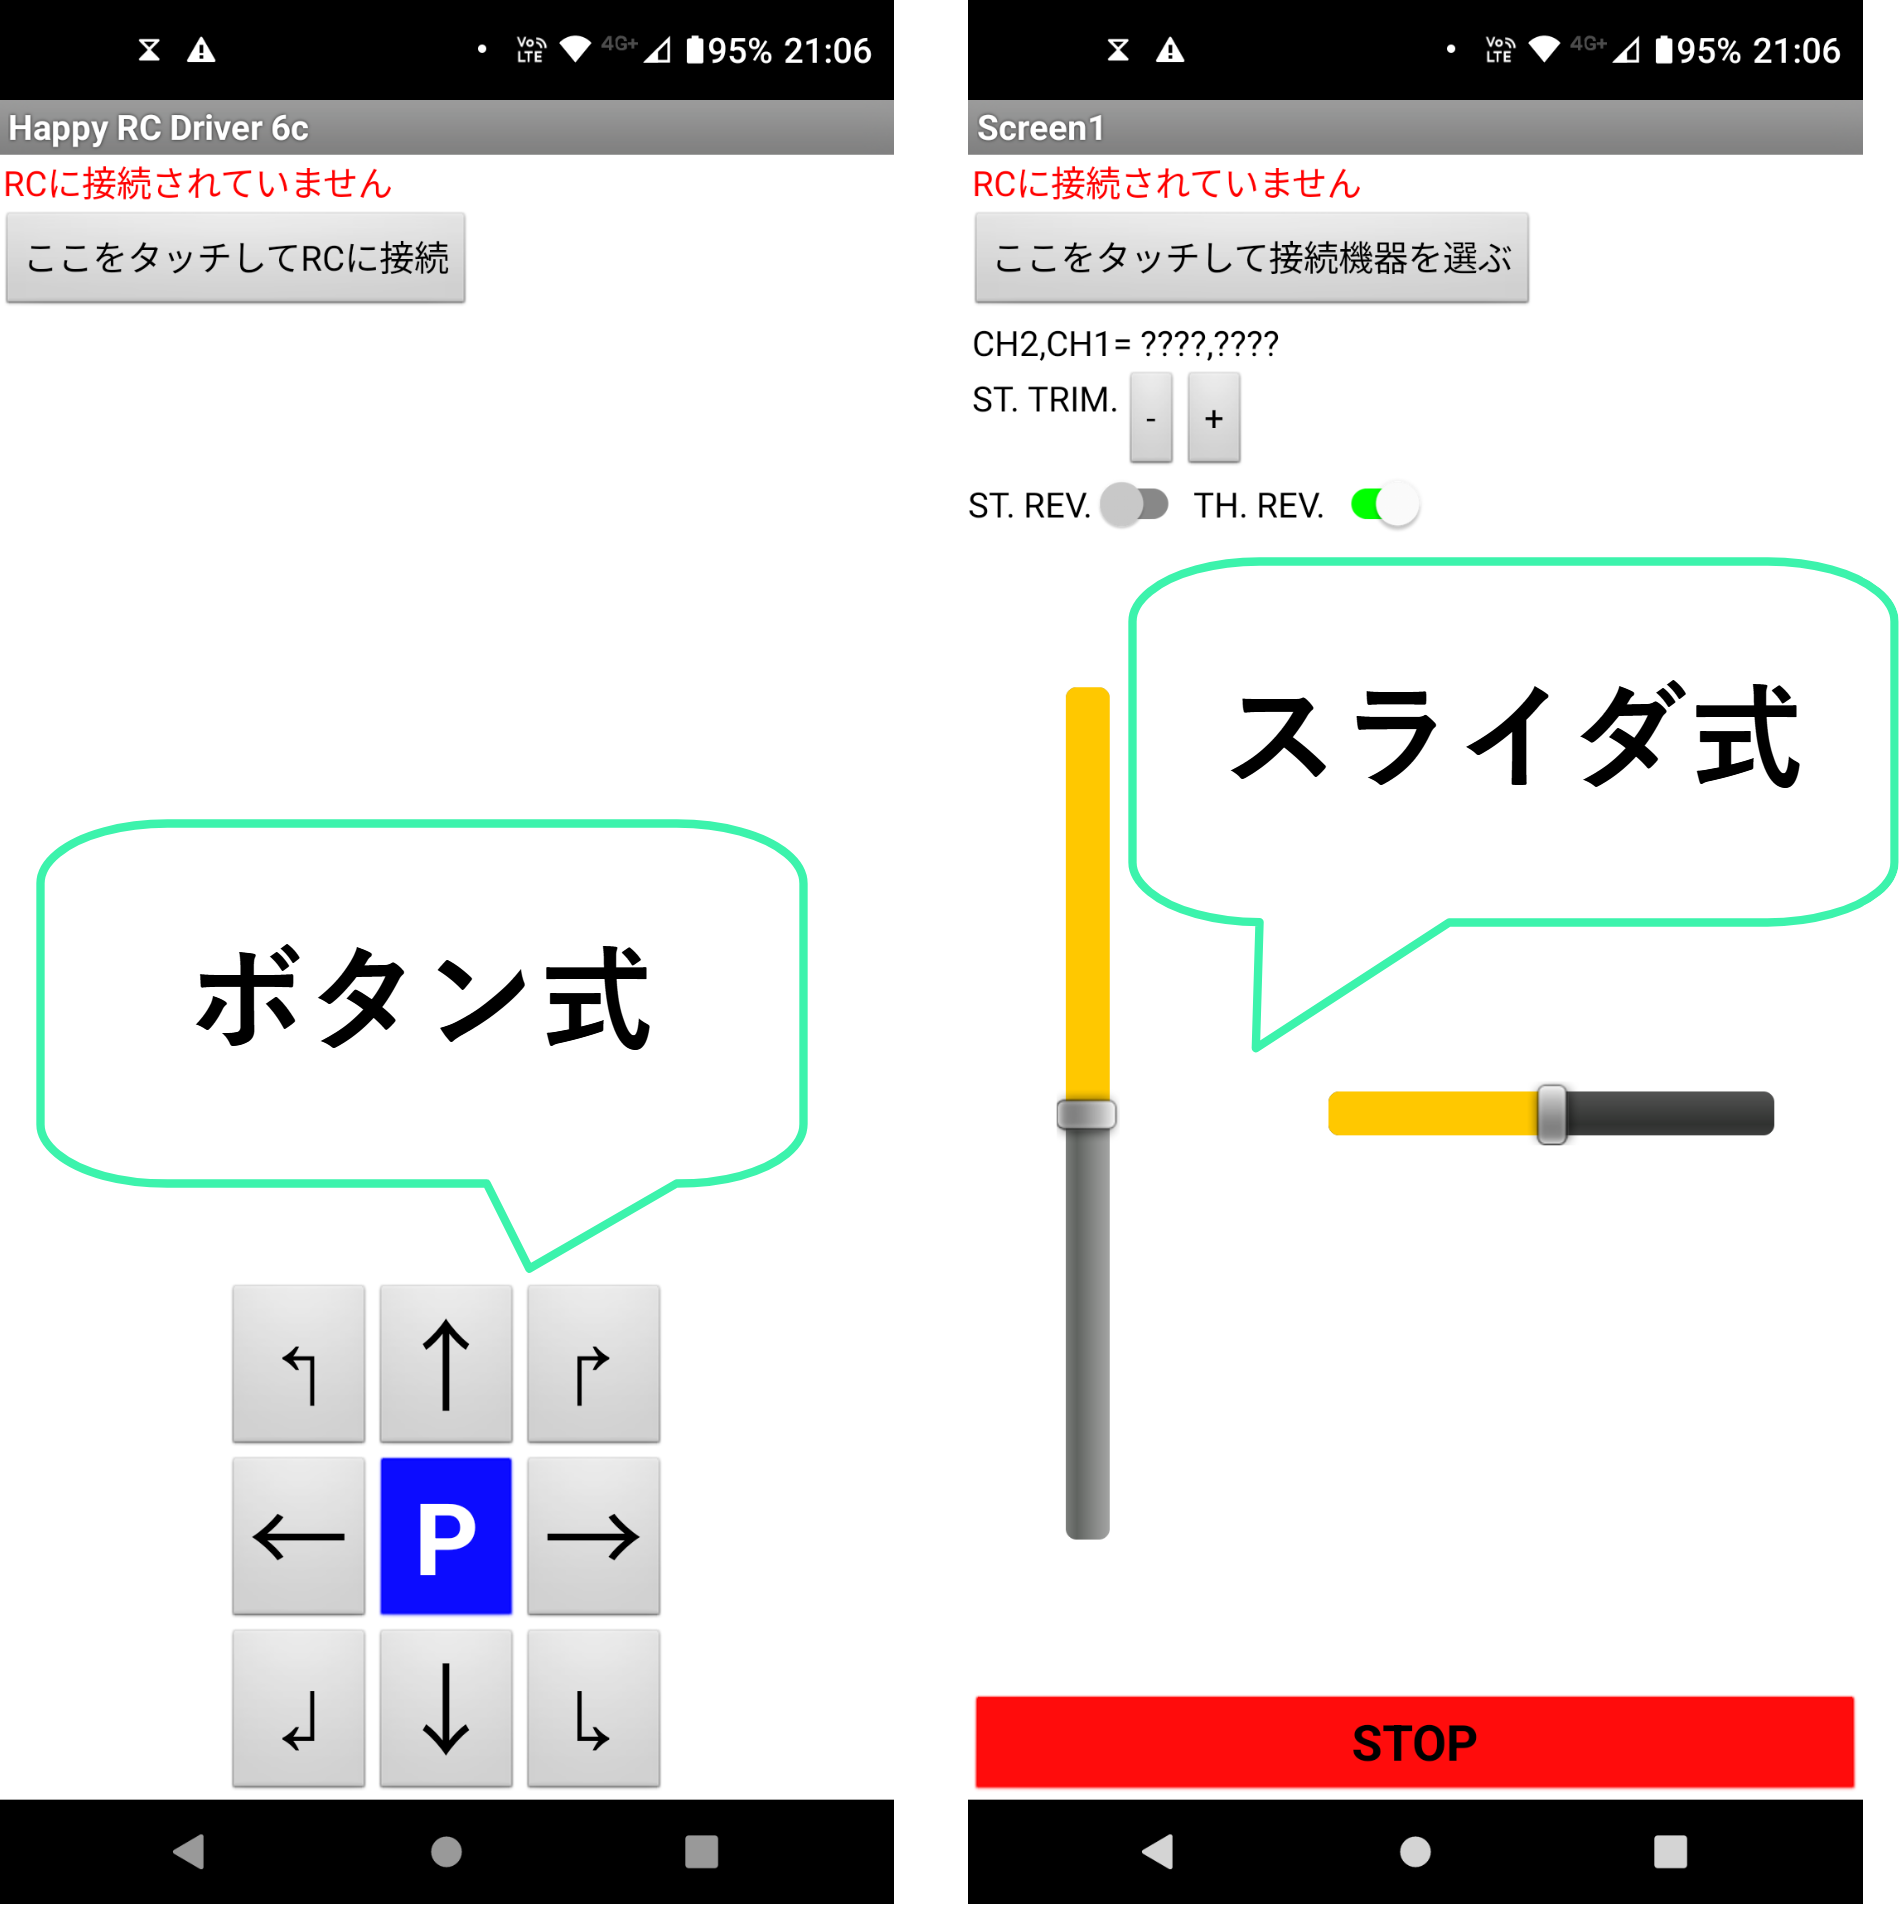 Vo LTE 4G+ 95% 21:06
Happy RC Driver 6c
RCに接続されていません
ここをタッチしてRCに接続
ボタン式
↰ ↑ ↱
← P →
↲ ↓ ↳
Vo LTE 4G+ 95% 21:06
Screen1
RCに接続されていません
ここをタッチして接続機器を選ぶ
CH2,CH1= ????,????
ST. TRIM. - +
ST. REV. TH. REV.
スライダ式
STOP